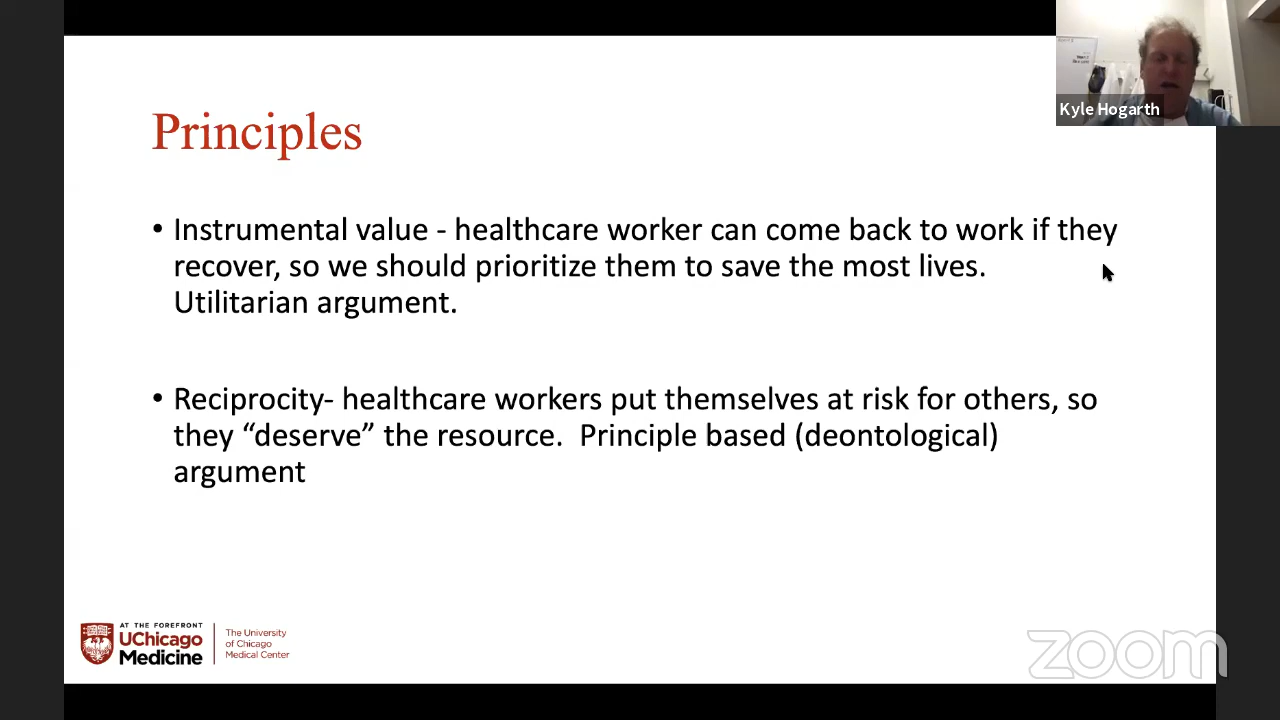 Principles
• Instrumental value - healthcare worker can come back to work if they
recover, so we should prioritize them to save the most lives.
Utilitarian argument.
• Reciprocity- healthcare workers put themselves at risk for others, so
they “deserve” the resource.  Principle based (deontological)
argument
Kyle Hogarth
AT THE FOREFRONT
UChicago
Medicine
The University
of Chicago
Medical Center
zoom